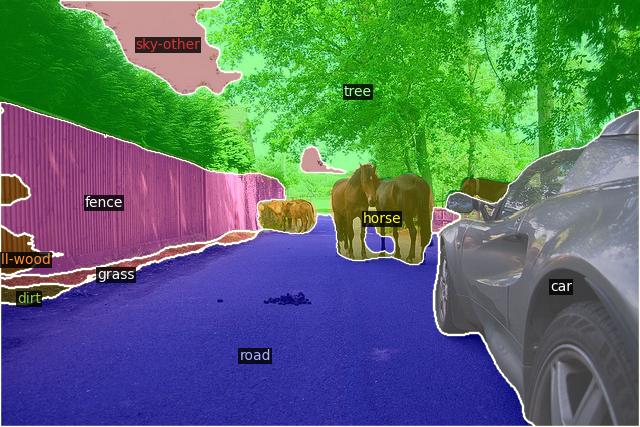 sky-other
tree
fence
horse
ll-wood
grass
car
dirt
road